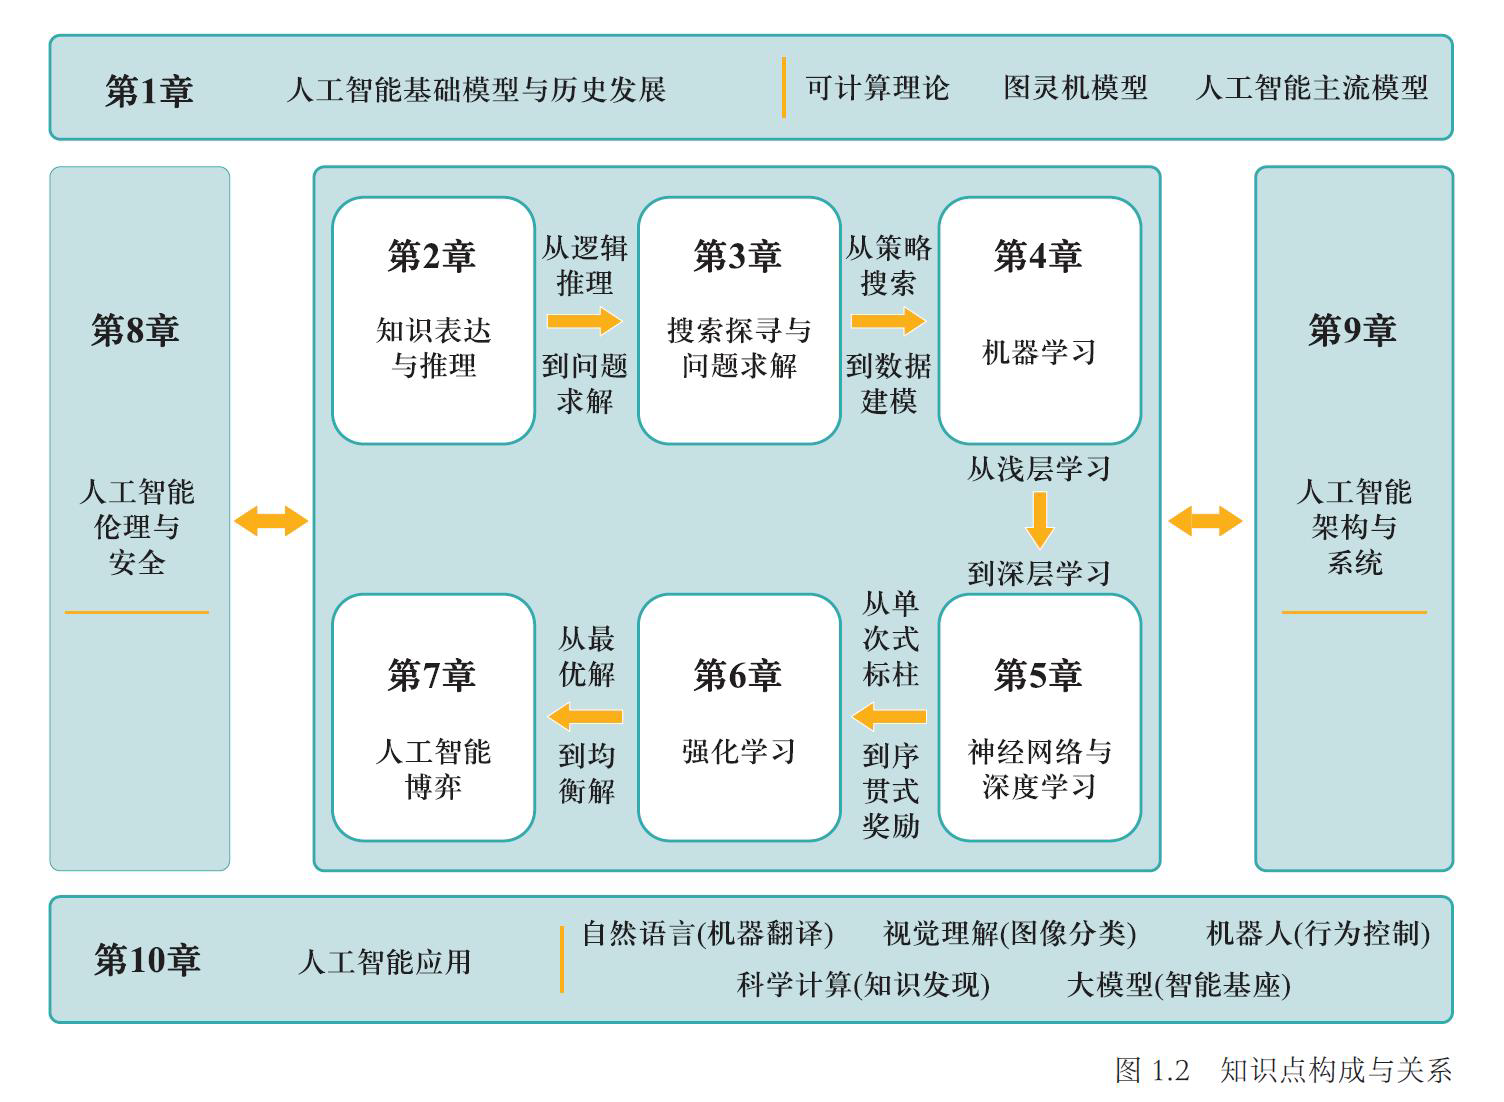 第1章 人工智能基础模型与历史发展 可计算理论 图灵机模型 人工智能主流模型
第8章
人工智能
伦理与
安全
第2章
知识表达
与推理
从逻辑
推理
到问题
求解
第3章
搜索探寻与
问题求解
从策略
搜索
到数据
建模
第4章
机器学习
从浅层学习
到深层学习
第5章
神经网络与
深度学习
从单
次式
标柱
到序
贯式
奖励
第6章
强化学习
从最
优解
到均
衡解
第7章
人工智能
博弈
第9章
人工智能
架构与
系统
第10章 人工智能应用
自然语言(机器翻译) 视觉理解(图像分类) 机器人(行为控制)
科学计算(知识发现) 大模型(智能基座)
图 1.2 知识点构成与关系